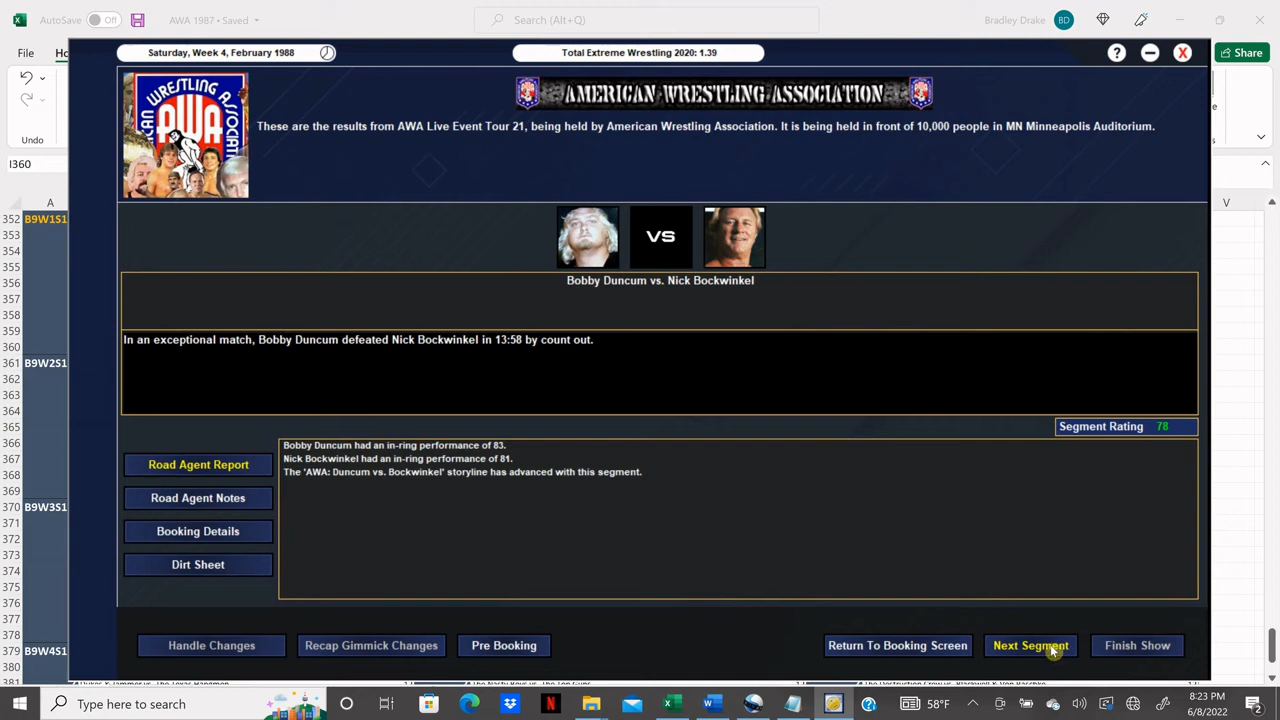 AutoSave Off AWA 1987 • Saved Search (Alt+Q) Bradley Drake BD
File Share
Saturday, Week 4, February 1988 Total Extreme Wrestling 2020: 1.39 ? X
AMERICAN WRESTLING ASSOCIATION
AWA
These are the results from AWA Live Event Tour 21, being held by American Wrestling Association. It is being held in front of 10,000 people in MN Minneapolis Auditorium.
Undo
I360
A V
352 B9W1S1
353
354
355
356
357
358
359
360
361 B9W2S1
362
363
364
365
366
367
368
369
370 B9W3S1
371
372
373
374
375
376
377
378
379 B9W4S1
380
VS
Bobby Duncum vs. Nick Bockwinkel
In an exceptional match, Bobby Duncum defeated Nick Bockwinkel in 13:58 by count out.
Segment Rating 78
Bobby Duncum had an in-ring performance of 83.
Nick Bockwinkel had an in-ring performance of 81.
The 'AWA: Duncum vs. Bockwinkel' storyline has advanced with this segment.
Road Agent Report
Road Agent Notes
Booking Details
Dirt Sheet
Handle Changes Recap Gimmick Changes Pre Booking Return To Booking Screen Next Segment Finish Show
Type here to search 58°F 8:23 PM
6/8/2022 2